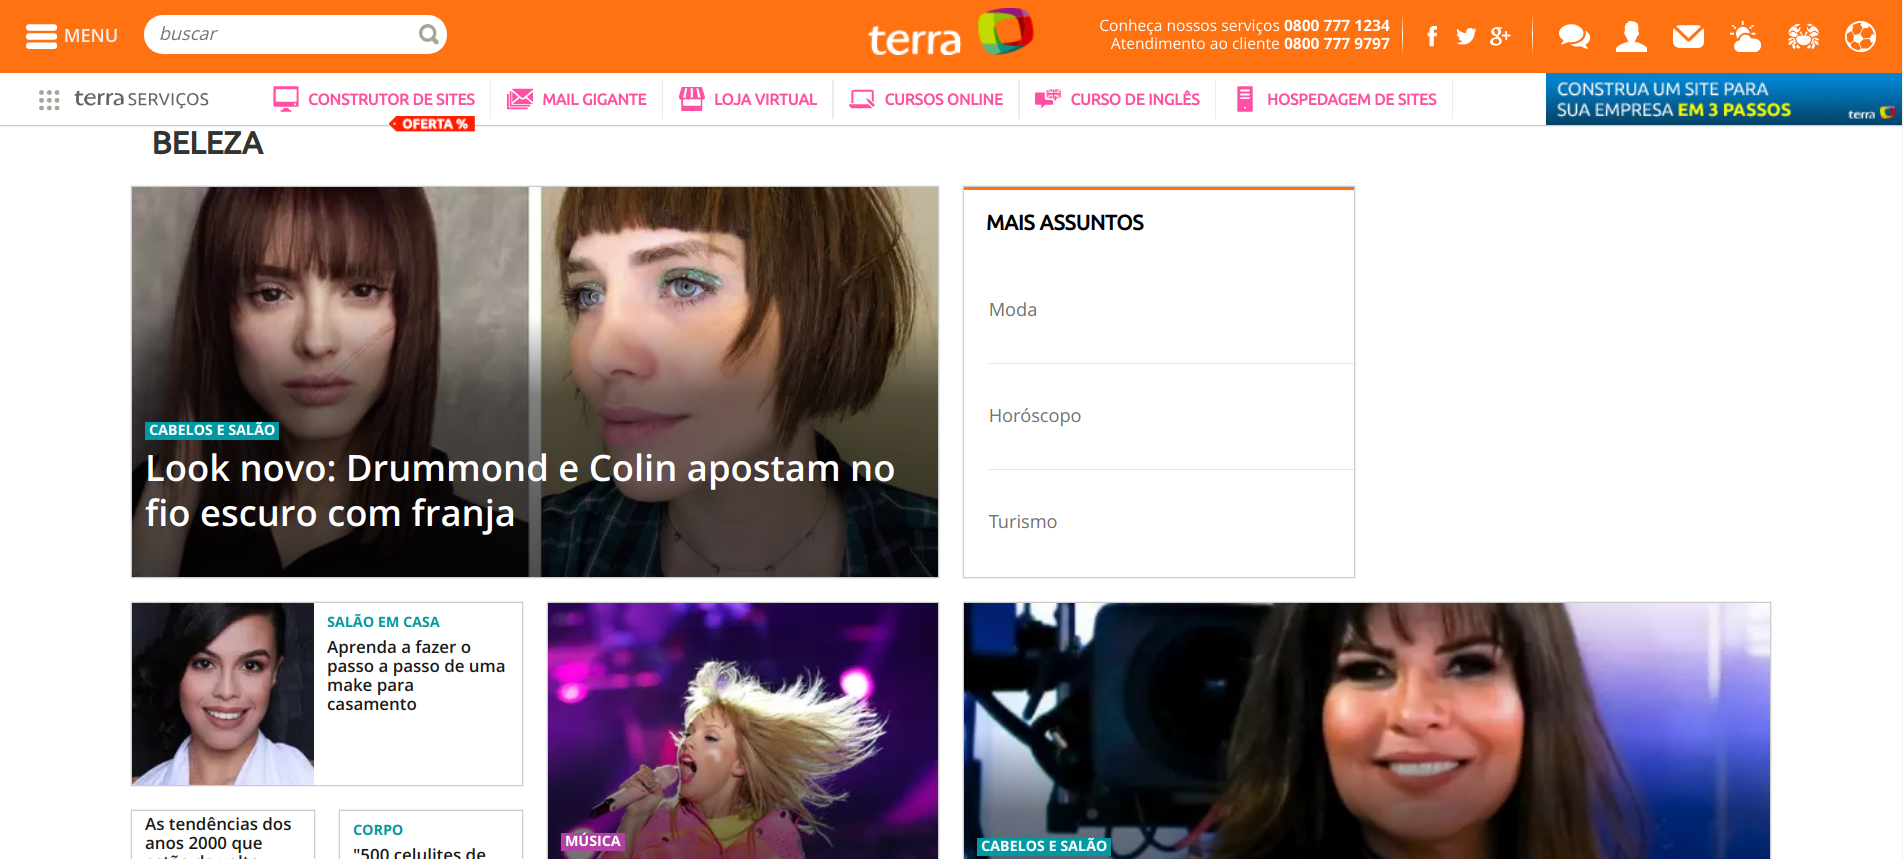 MENU
buscar
terra
Conheça nossos serviços 0800 777 1234
Atendimento ao cliente 0800 777 9797
f
g+
terra SERVIÇOS
CONSTRUTOR DE SITES
OFERTA %
MAIL GIGANTE
LOJA VIRTUAL
CURSOS ONLINE
CURSO DE INGLÊS
HOSPEDAGEM DE SITES
CONSTRUA UM SITE PARA
SUA EMPRESA EM 3 PASSOS
terra
BELEZA
CABELOS E SALÃO
Look novo: Drummond e Colin apostam no
fio escuro com franja
MAIS ASSUNTOS
Moda
Horóscopo
Turismo
SALÃO EM CASA
Aprenda a fazer o
passo a passo de uma
make para
casamento
As tendências dos
anos 2000 que
CORPO
"500 celulites de
MÚSICA
CABELOS E SALÃO